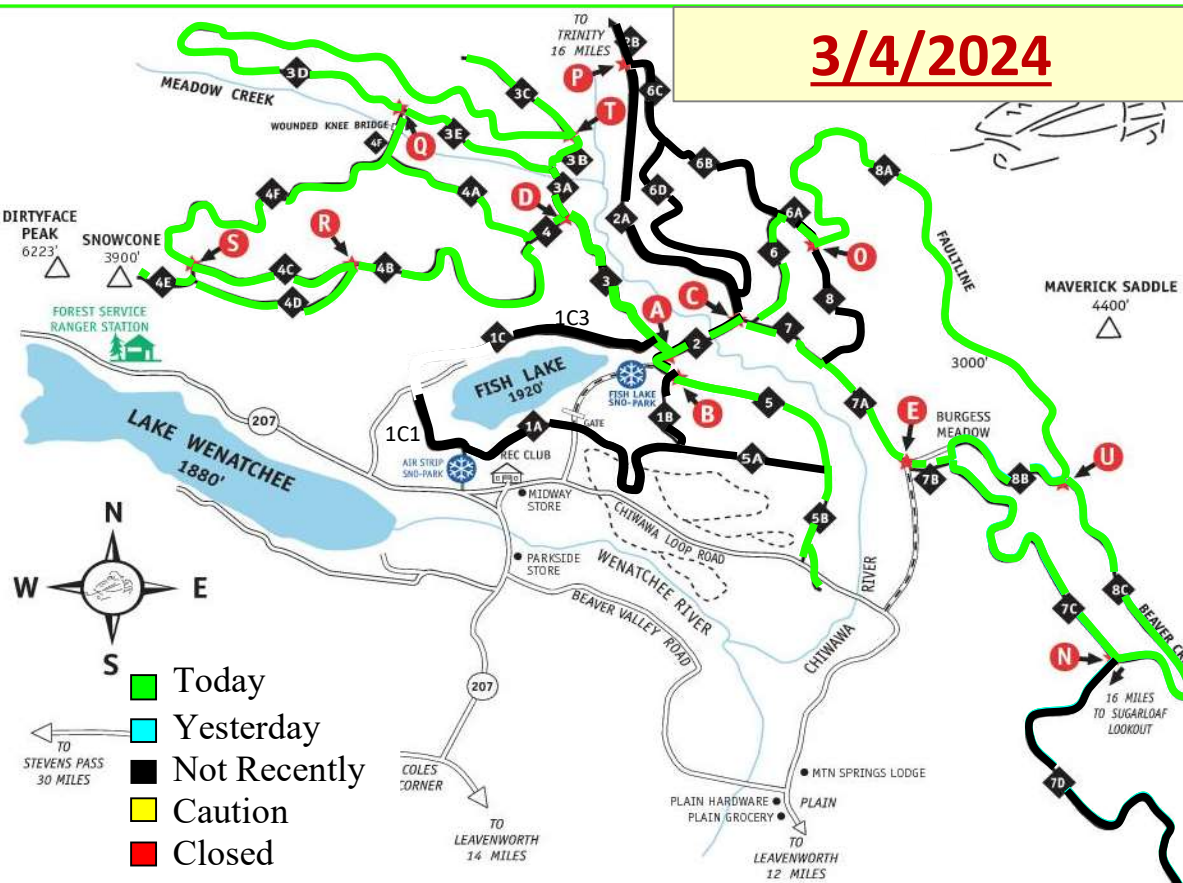 3/4/2024
TO
TRINITY
16 MILES
2B
P
6C
3D
MEADOW CREEK
3C
T
WOUNDED KNEE BRIDGE
Q
3E
4F
3B
6B
8A
4F
4A
3A
6D
D
2A
6A
4
DIRTYFACE
PEAK
6223'
SNOWCONE
3900'
S
R
4C
4B
6
O
FAULTLINE
4E
4D
3
8
MAVERICK SADDLE
4400'
FOREST SERVICE
RANGER STATION
1C3
1C
A
C
2
7
3000'
FISH LAKE
1920'
FISH LAKE
SNO-PARK
B
5
7A
E
BURGESS
MEADOW
LAKE WENATCHEE
1880'
207
1C1
1A
GATE
1B
5A
AIR STRIP
SNO-PARK
REC CLUB
7B
8B
U
MIDWAY
STORE
CHIWAWA LOOP ROAD
5B
PARKSIDE
STORE
WENATCHEE RIVER
RIVER
CHIWAWA
BEAVER VALLEY ROAD
7C
8C
BEAVER CR
N
16 MILES
TO SUGARLOAF
LOOKOUT
7D
N
W
E
S
207
Today
Yesterday
Not Recently
Caution
Closed
TO
STEVENS PASS
30 MILES
COLES
CORNER
TO
LEAVENWORTH
14 MILES
MTN SPRINGS LODGE
PLAIN HARDWARE
PLAIN
PLAIN GROCERY
TO
LEAVENWORTH
12 MILES